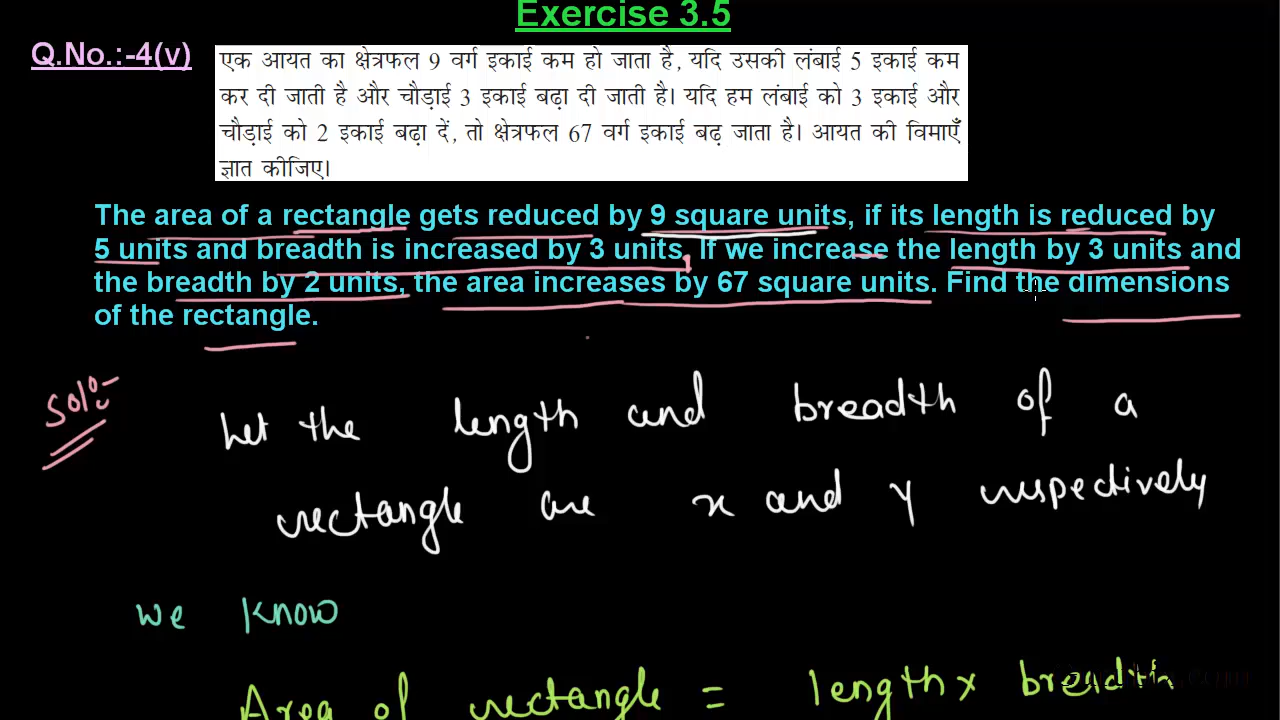 Exercise 3.5
Q.No.:-4(v)
एक आयत का क्षेत्रफल 9 वर्ग इकाई कम हो जाता है, यदि उसकी लंबाई 5 इकाई कम
कर दी जाती है और चौड़ाई 3 इकाई बढ़ा दी जाती है। यदि हम लंबाई को 3 इकाई और
चौड़ाई को 2 इकाई बढ़ा दें, तो क्षेत्रफल 67 वर्ग इकाई बढ़ जाता है। आयत की विमाएँ
ज्ञात कीजिए।
The area of a rectangle gets reduced by 9 square units, if its length is reduced by
5 units and breadth is increased by 3 units. If we increase the length by 3 units and
the breadth by 2 units, the area increases by 67 square units. Find the dimensions
of the rectangle.
Sol:-
Let the length and breadth of a
rectangle are x and y respectively
We know
Area of rectangle = length x breadth